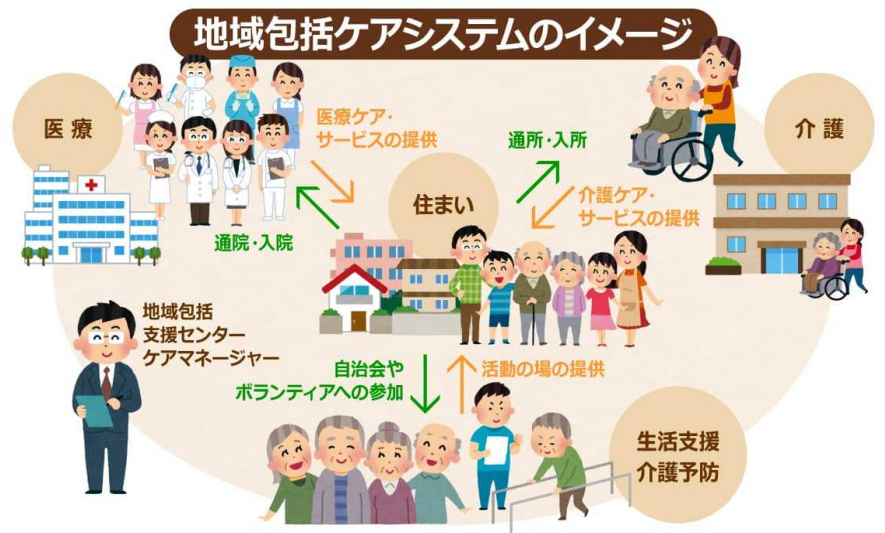 地域包括ケアシステムのイメージ
医療
医療ケア・
サービスの提供
通院・入院
住まい
通所・入所
介護ケア・
サービスの提供
介護
地域包括
支援センター
ケアマネージャー
自治会や
ボランティアへの参加
活動の場の提供
生活支援
介護予防